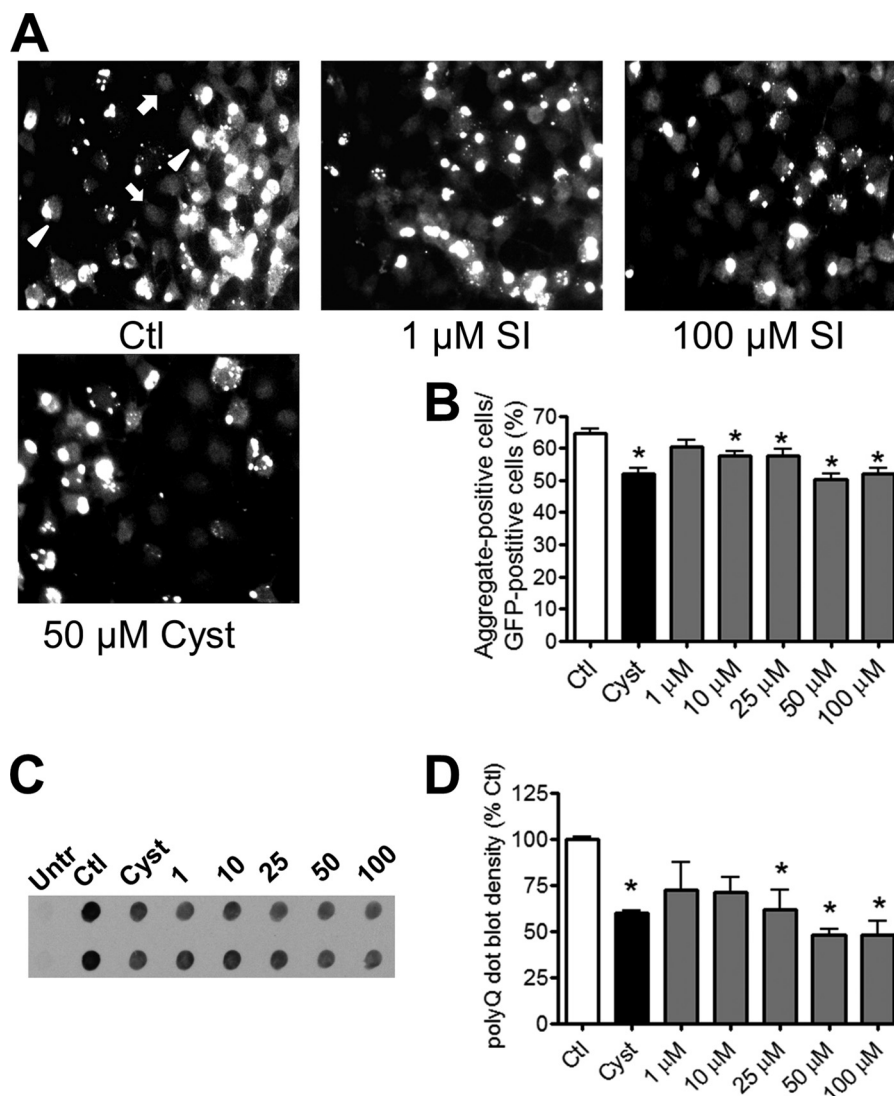 A
Ctl
1 µM SI
100 µM SI
50 µM Cyst
B
Aggregate-positive cells/
GFP-postitive cells (%)
70
60
50
40
30
20
10
0
* * * * *
Ctl
Cyst
1 µM
10 µM
25 µM
50 µM
100 µM
C
Untr
Ctl
Cyst
1
10
25
50
100
D
polyQ dot blot density (% Ctl)
125
100
75
50
25
0
* * * *
Ctl
Cyst
1 µM
10 µM
25 µM
50 µM
100 µM